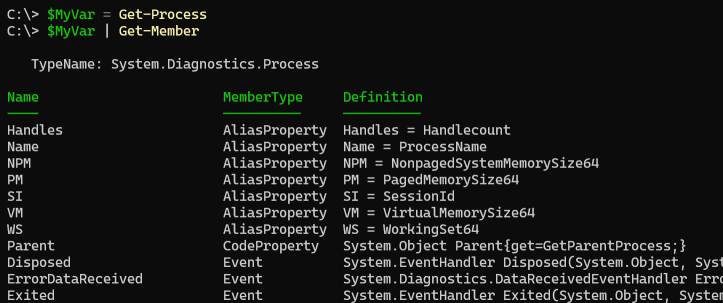 C:\> $MyVar = Get-Process
C:\> $MyVar | Get-Member
TypeName: System.Diagnostics.Process
Name MemberType Definition
---- ---------- ----------
Handles AliasProperty Handles = Handlecount
Name AliasProperty Name = ProcessName
NPM AliasProperty NPM = NonpagedSystemMemorySize64
PM AliasProperty PM = PagedMemorySize64
SI AliasProperty SI = SessionId
VM AliasProperty VM = VirtualMemorySize64
WS AliasProperty WS = WorkingSet64
Parent CodeProperty System.Object Parent{get=GetParentProcess;}
Disposed Event System.EventHandler Disposed(System.Object, Syst
ErrorDataReceived Event System.Diagnostics.DataReceivedEventHandler Erro
Exited Event System.EventHandler Exited(System.Object, System